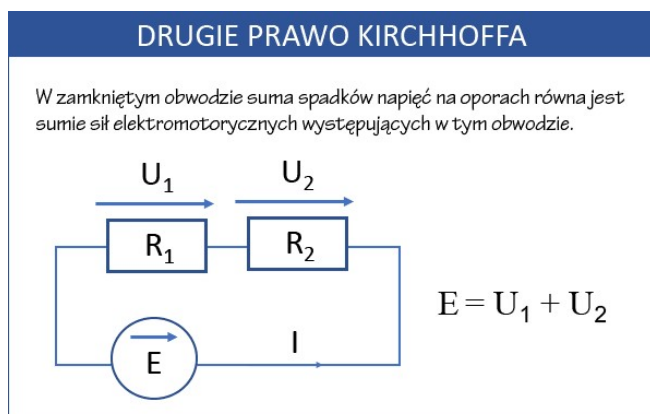 DRUGIE PRAWO KIRCHHOFFA
W zamkniętym obwodzie suma spadków napięć na oporach równa jest
sumie sił elektromotorycznych występujących w tym obwodzie.
U₁ U₂
R₁ R₂
E = U₁ + U₂
I
E